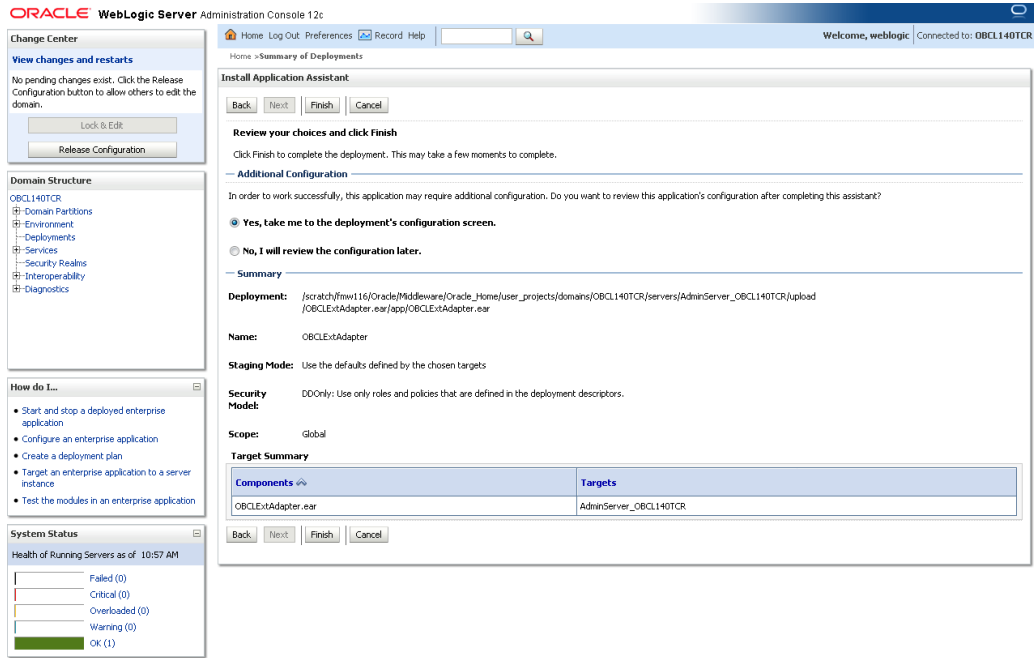 ORACLE WebLogic Server Administration Console 12c
Change Center
View changes and restarts
No pending changes exist. Click the Release
Configuration button to allow others to edit the
domain.
Lock & Edit
Release Configuration
Domain Structure
OBCL140TCR
Domain Partitions
Environment
Deployments
Services
Security Realms
Interoperability
Diagnostics
How do I...
Start and stop a deployed enterprise
application
Configure an enterprise application
Create a deployment plan
Target an enterprise application to a server
instance
Test the modules in an enterprise application
System Status
Health of Running Servers as of 10:57 AM
Failed (0)
Critical (0)
Overloaded (0)
Warning (0)
OK (1)
Home Log Out Preferences Record Help
Welcome, weblogic Connected to: OBCL140TCR
Home >Summary of Deployments
Install Application Assistant
Back Next Finish Cancel
Review your choices and click Finish
Click Finish to complete the deployment. This may take a few moments to complete.
Additional Configuration
In order to work successfully, this application may require additional configuration. Do you want to review this application's configuration after completing this assistant?
Yes, take me to the deployment's configuration screen.
No, I will review the configuration later.
Summary
Deployment: /scratch/fmw116/Oracle/Middleware/Oracle_Home/user_projects/domains/OBCL140TCR/servers/AdminServer_OBCL140TCR/upload
/OBCLExtAdapter.ear/app/OBCLExtAdapter.ear
Name: OBCLExtAdapter
Staging Mode: Use the defaults defined by the chosen targets
Security
Model: DDOnly: Use only roles and policies that are defined in the deployment descriptors.
Scope: Global
Target Summary
Components Targets
OBCLExtAdapter.ear AdminServer_OBCL140TCR
Back Next Finish Cancel